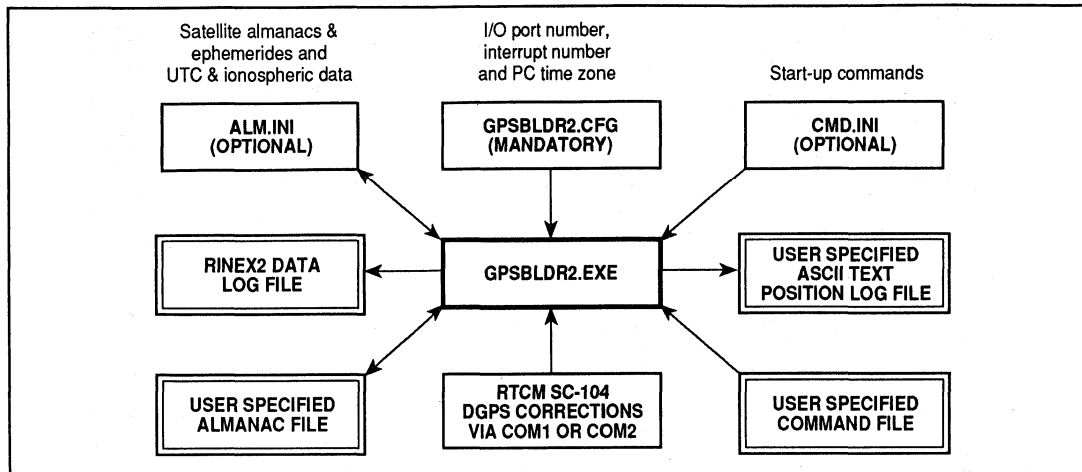 Satellite almanacs &
ephemerides and
UTC & ionospheric data
I/O port number,
interrupt number
and PC time zone
Start-up commands
ALM.INI
(OPTIONAL)
GPSBLDR2.CFG
(MANDATORY)
CMD.INI
(OPTIONAL)
RINEX2 DATA
LOG FILE
GPSBLDR2.EXE
USER SPECIFIED
ASCII TEXT
POSITION LOG FILE
USER SPECIFIED
ALMANAC FILE
RTCM SC-104
DGPS CORRECTIONS
VIA COM1 OR COM2
USER SPECIFIED
COMMAND FILE